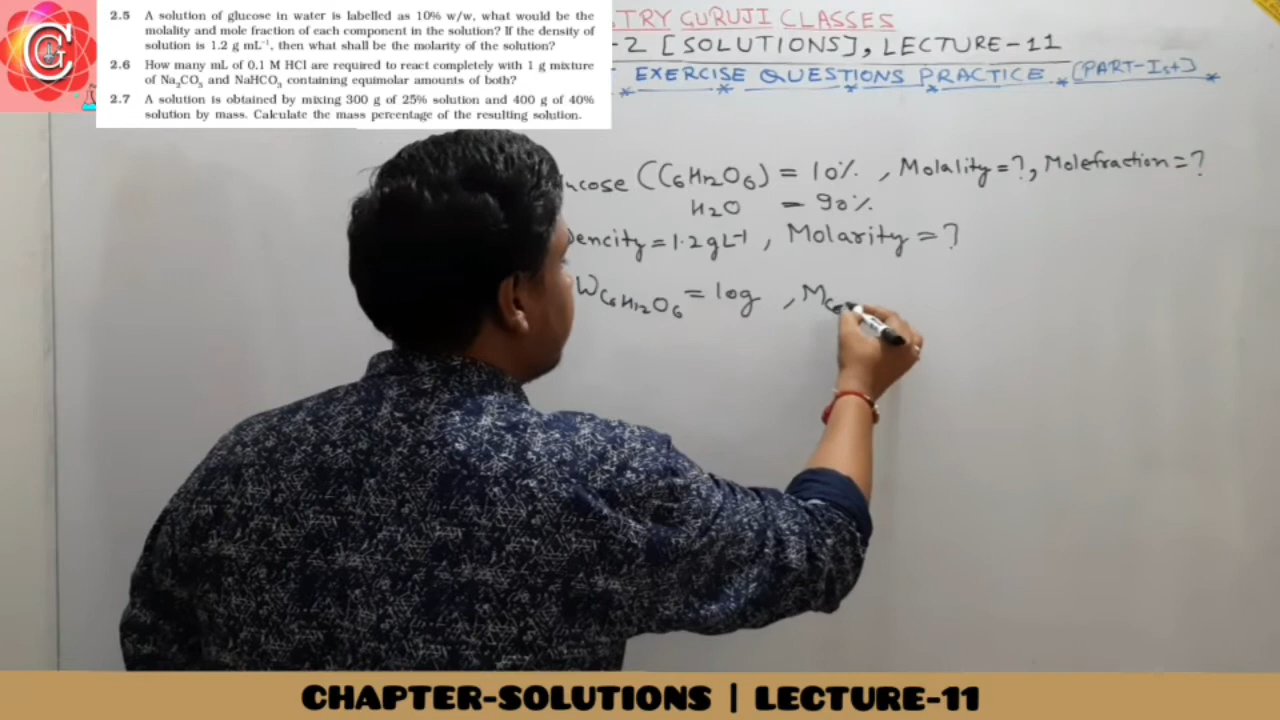 2.5 A solution of glucose in water is labelled as 10% w/w, what would be the
molality and mole fraction of each component in the solution? If the density of
solution is 1.2 g mL⁻¹, then what shall be the molarity of the solution?
2.6 How many mL of 0.1 M HCl are required to react completely with 1 g mixture
of Na₂CO₃ and NaHCO₃ containing equimolar amounts of both?
2.7 A solution is obtained by mixing 300 g of 25% solution and 400 g of 40%
solution by mass. Calculate the mass percentage of the resulting solution.
TRY GURUJI CLASSES
-2 [SOLUTIONS], LECTURE-11
EXERCISE QUESTIONS PRACTICE (PART-Ist)
ucose (C6H12O6) = 10% , Molality = ?, Molefraction = ?
H2O = 90%
Dencity = 1.2 gL-1 , Molarity = ?
WC6H12O6 = 10g , MC6
CHAPTER-SOLUTIONS | LECTURE-11